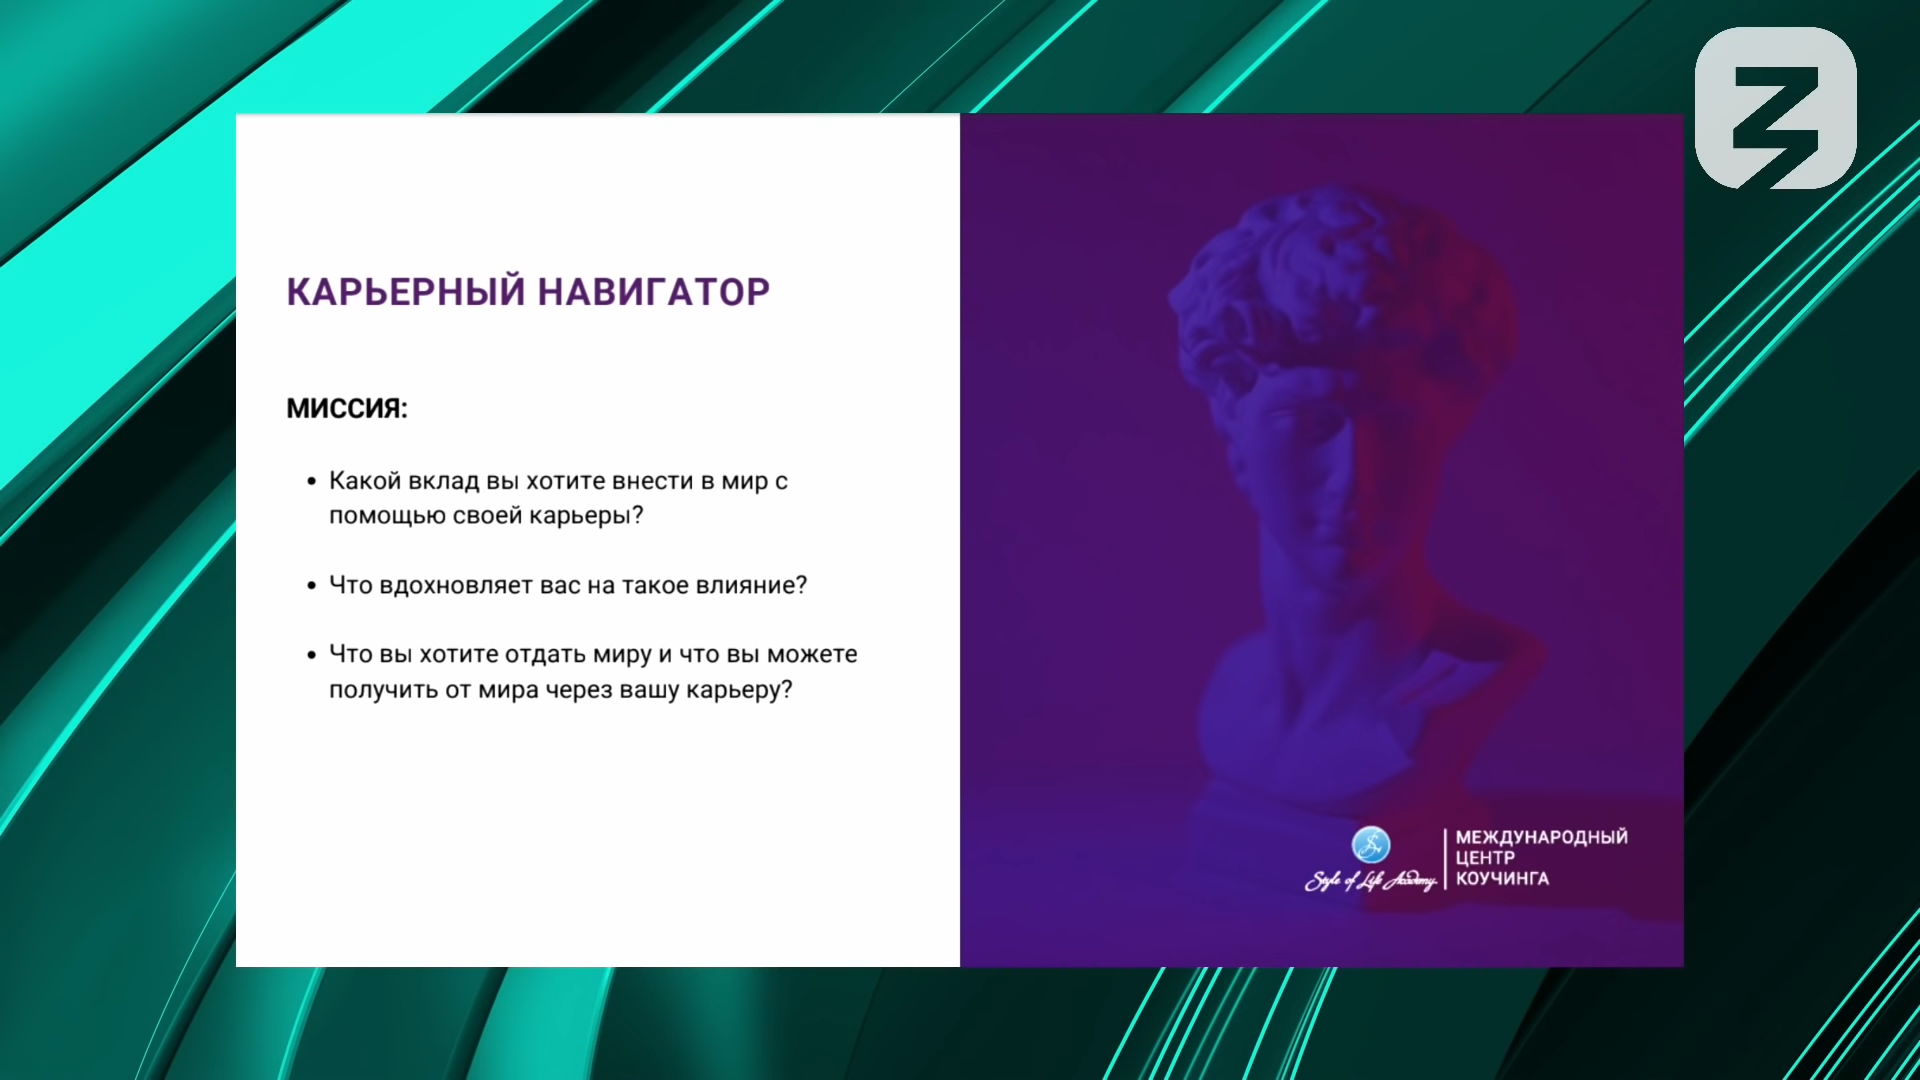 КАРЬЕРНЫЙ НАВИГАТОР
МИССИЯ:
• Какой вклад вы хотите внести в мир с
помощью своей карьеры?
• Что вдохновляет вас на такое влияние?
• Что вы хотите отдать миру и что вы можете
получить от мира через вашу карьеру?
Style of Life Academy
МЕЖДУНАРОДНЫЙ
ЦЕНТР
КОУЧИНГА